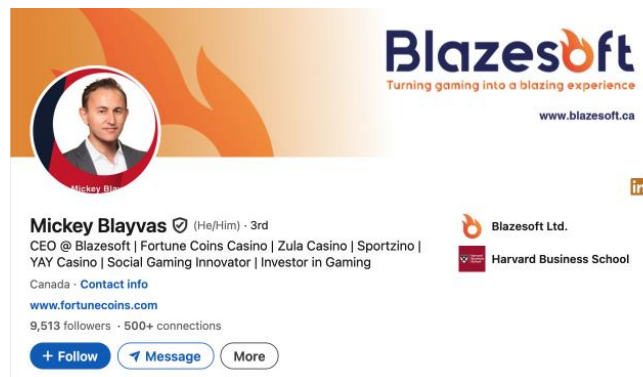 Blazesoft
Turning gaming into a blazing experience
www.blazesoft.ca
Mickey Blayvas (He/Him) · 3rd
CEO @ Blazesoft | Fortune Coins Casino | Zula Casino | Sportzino |
YAY Casino | Social Gaming Innovator | Investor in Gaming
Canada · Contact info
www.fortunecoins.com
9,513 followers · 500+ connections
+ Follow
Message
More
in
Blazesoft Ltd.
Harvard Business School